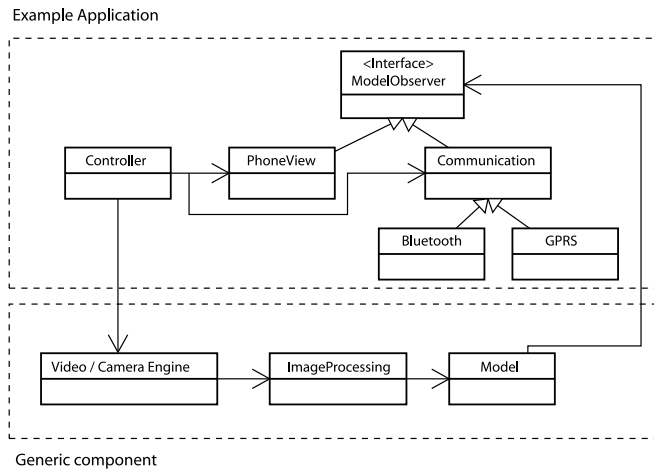 Example Application
<Interface>
ModelObserver
Controller
PhoneView
Communication
Bluetooth
GPRS
Video / Camera Engine
ImageProcessing
Model
Generic component